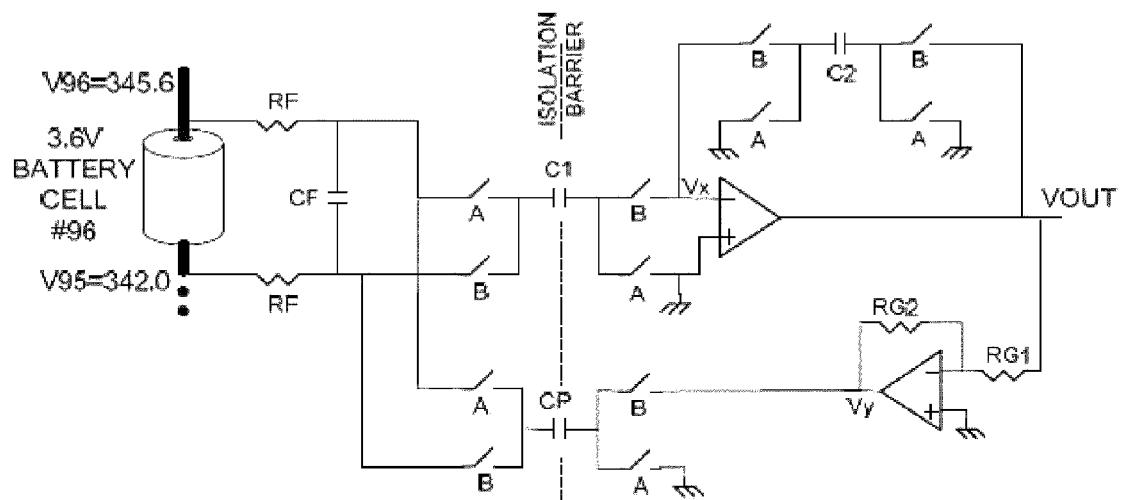 V96=345.6
3.6V
BATTERY
CELL
#96
V95=342.0
RF
CF
RF
A
B
A
B
ISOLATION
BARRIER
C1
CP
B
A
B
A
B
C2
B
A
A
Vx
−
+
VOUT
RG2
RG1
−
+
Vy